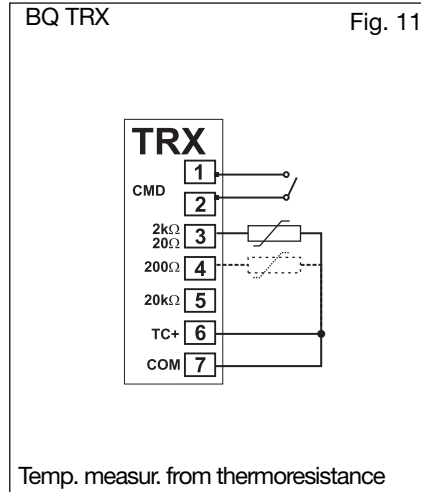 BQ TRX
Fig. 11
TRX
CMD
1
2
2kΩ
20Ω
3
200Ω
4
20kΩ
5
TC+
6
COM
7
Temp. measur. from thermoresistance